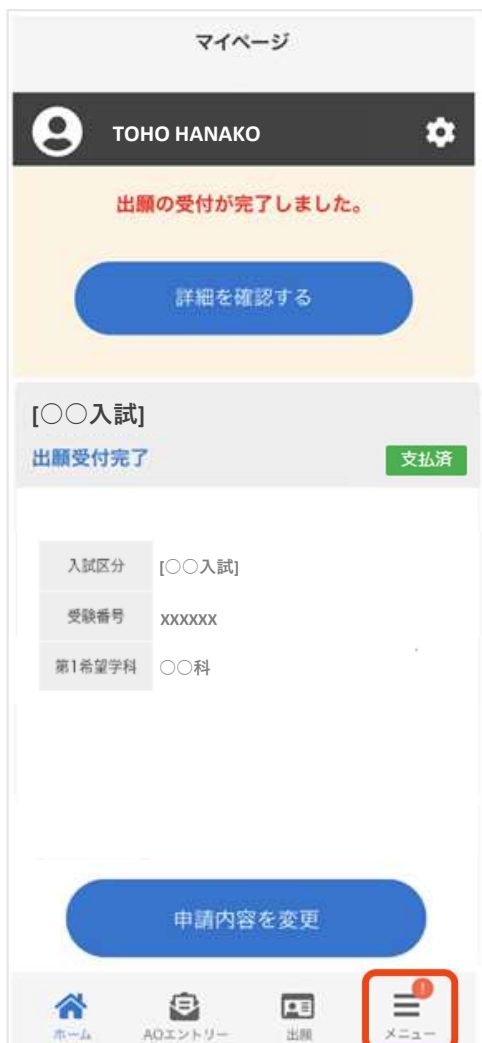 マイページ
TOHO HANAKO
出願の受付が完了しました。
詳細を確認する
[○○入試]
出願受付完了
支払済
入試区分 [○○入試]
受験番号 XXXXXX
第1希望学科 ○○科
申請内容を変更
!
ホーム AOエントリー 出願 メニュー